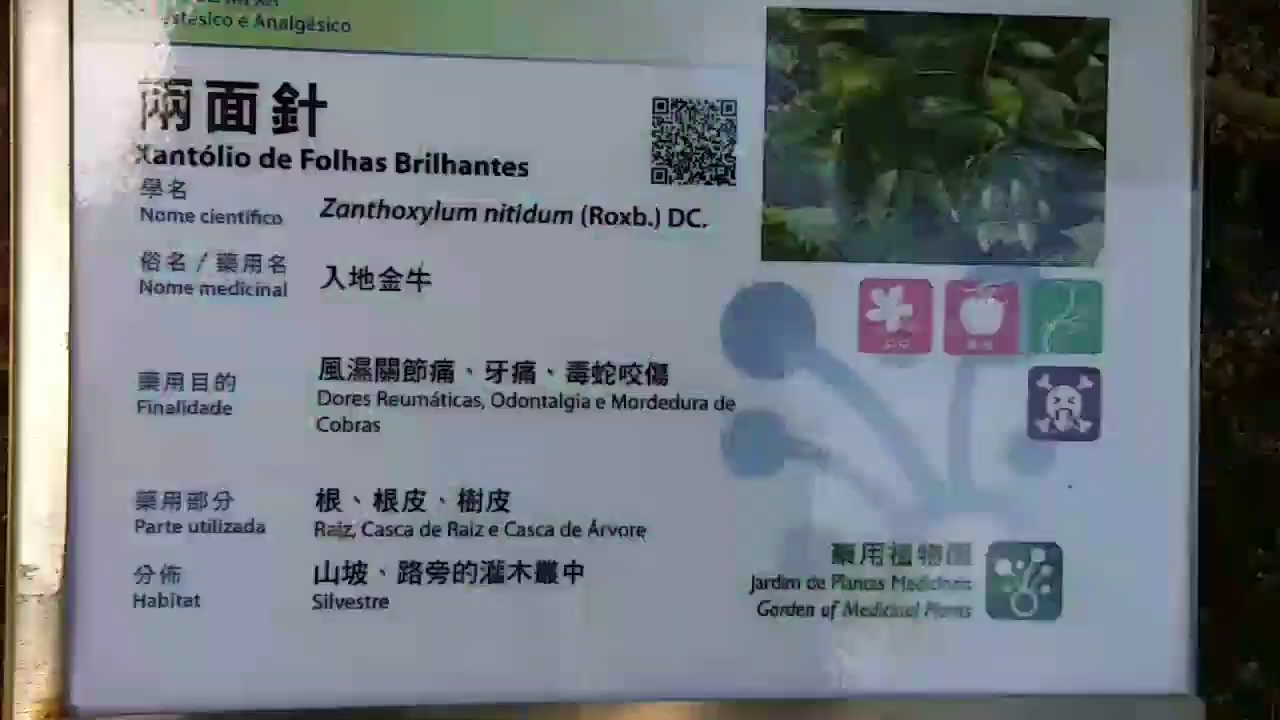 e Analgésico
兩面針
Xantólio de Folhas Brilhantes
學名
Nome científico
Zanthoxylum nitidum (Roxb.) DC.
俗名 / 藥用名
Nome medicinal
入地金牛
藥用目的
Finalidade
風濕關節痛、牙痛、毒蛇咬傷
Dores Reumáticas, Odontalgia e Mordedura de
Cobras
藥用部分
Parte utilizada
根、根皮、樹皮
Raiz, Casca de Raiz e Casca de Árvore
分佈
Habitat
山坡、路旁的灌木叢中
Silvestre
藥用植物園
Jardim de Plantas Medicinais
Garden of Medicinal Plants